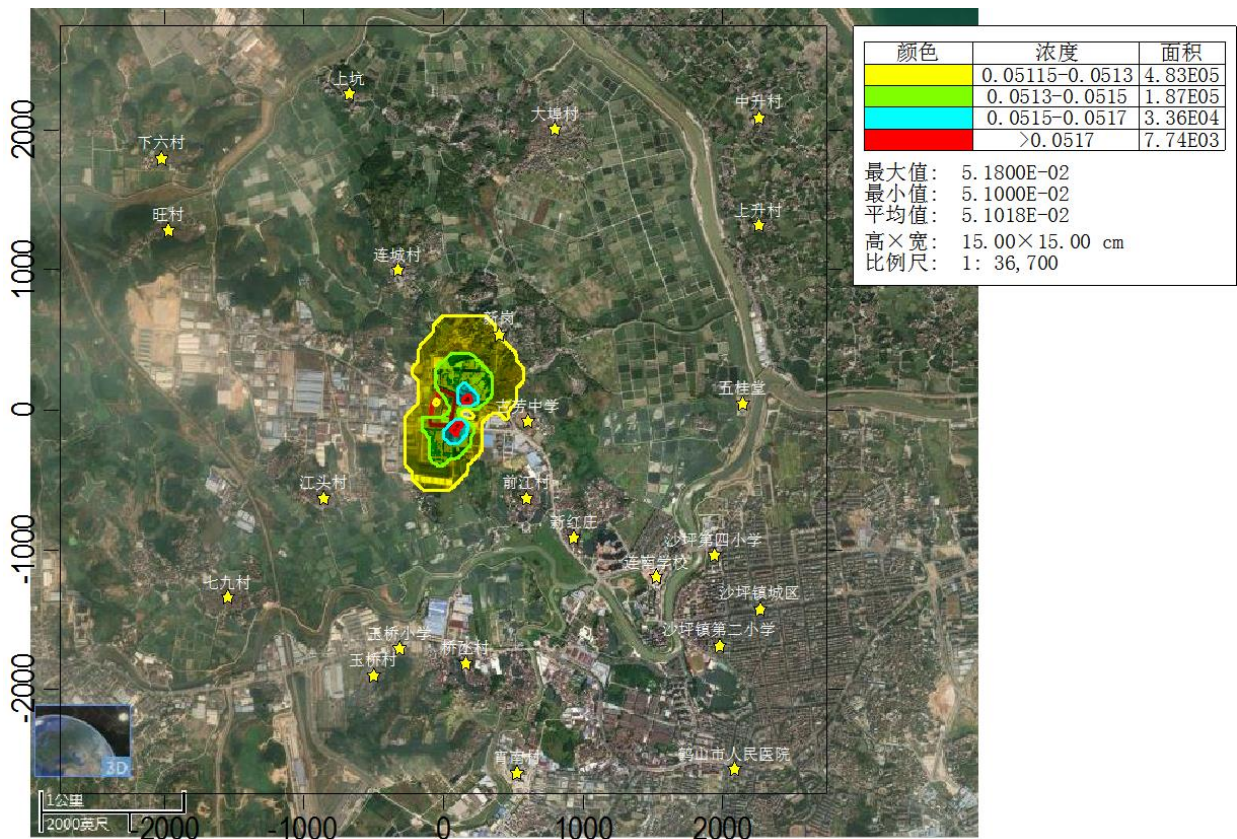 颜色 浓度 面积
0.05115-0.0513 4.83E05
0.0513-0.0515 1.87E05
0.0515-0.0517 3.36E04
>0.0517 7.74E03
最大值: 5.1800E-02
最小值: 5.1000E-02
平均值: 5.1018E-02
高×宽: 15.00×15.00 cm
比例尺: 1: 36,700
上坑
大埠村
中升村
2000
下六村
旺村
上升村
连城村
1000
新岗
五桂堂
0
中学
江头村
前江村
新红庄
-1000
沙坪第四小学
莲南学校
七九村
沙坪镇城区
玉桥小学
沙坪镇第二小学
玉桥村
-2000
鹤山市人民医院
南村
3D
1公里
2000英尺
-2000 -1000 0 1000 2000